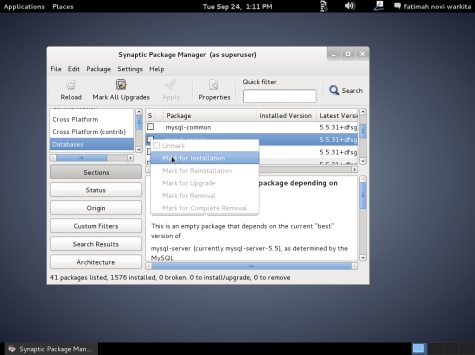 Applications Places Tue Sep 24, 1:11 PM fatimah novi warkita
Synaptic Package Manager (as superuser)
File Edit Package Settings Help
Quick filter
Reload Mark All Upgrades Apply Properties Search
S Package Installed Version Latest Versi
Cross Platform
Cross Platform (contrib)
Databases
mysql-common 5.5.31+dfsg
5.5.31+dfsg
5.5.31+dfsg
Unmark
Mark for Installation
Mark for Reinstallation
Mark for Upgrade
Mark for Removal
Mark for Complete Removal
Sections
Status
Origin
Custom Filters
Search Results
Architecture
package depending on
This is an empty package that depends on the current "best"
version of
mysql-server (currently mysql-server-5.5), as determined by the
MySQL
41 packages listed, 1576 installed, 0 broken. 0 to install/upgrade, 0 to remove
Synaptic Package Man...